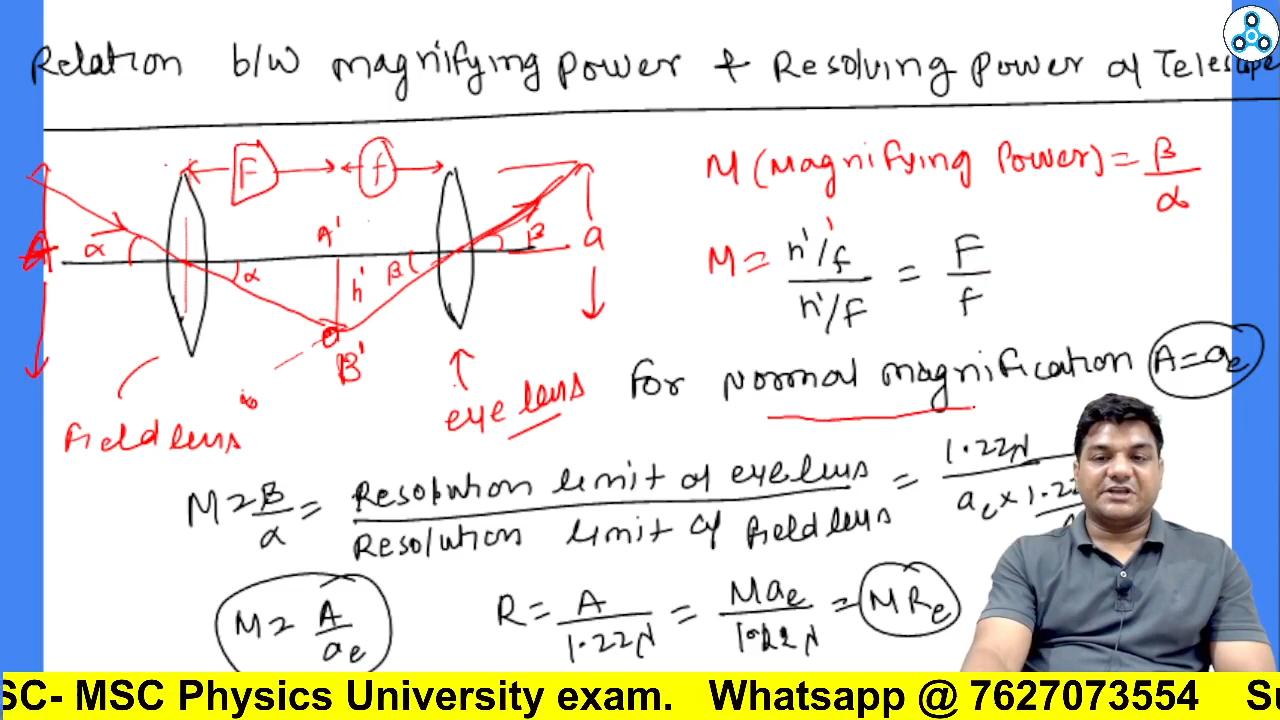 Relation b/w magnifying power & Resolving power of Telescope
F f
M (Magnifying Power) = β/α
A α α A' h' β β a
B'
M = h'/f / h'/F = F/f
For Normal magnification A = ae
Field lens
eye lens
M = β/α = Resolution limit of eye lens / Resolution limit of field lens = 1.22λ / ae × 1.22
M = A/ae
R = A/1.22λ = Mae/1.22λ = MRe
SC- MSC Physics University exam. Whatsapp @ 7627073554 Su